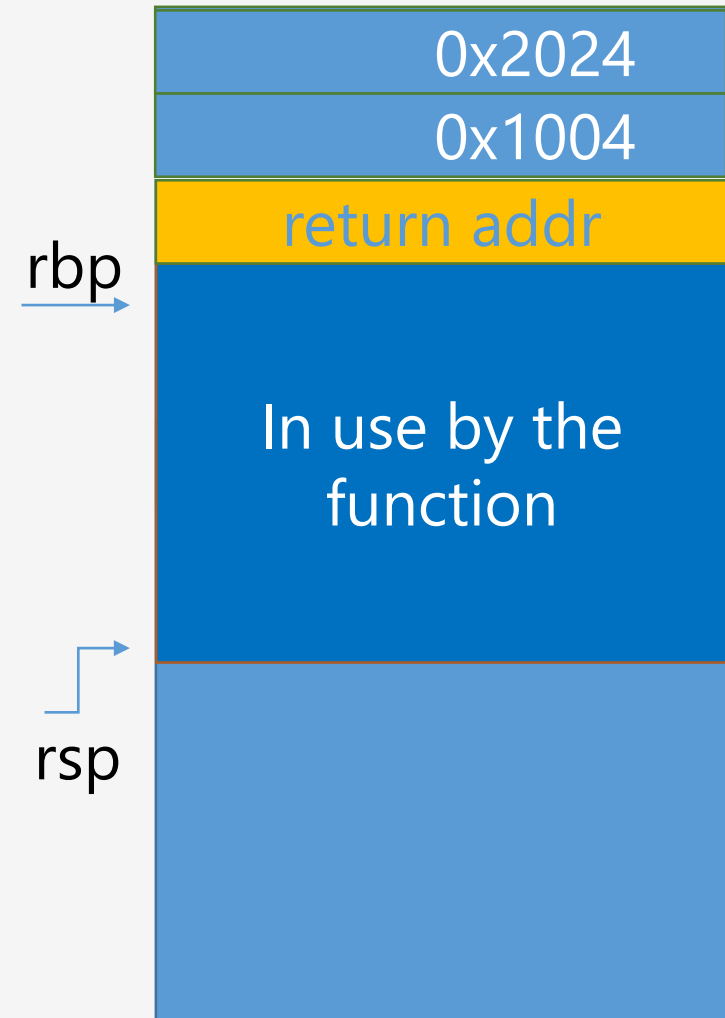 0x2024
0x1004
return addr
rbp
In use by the
function
rsp